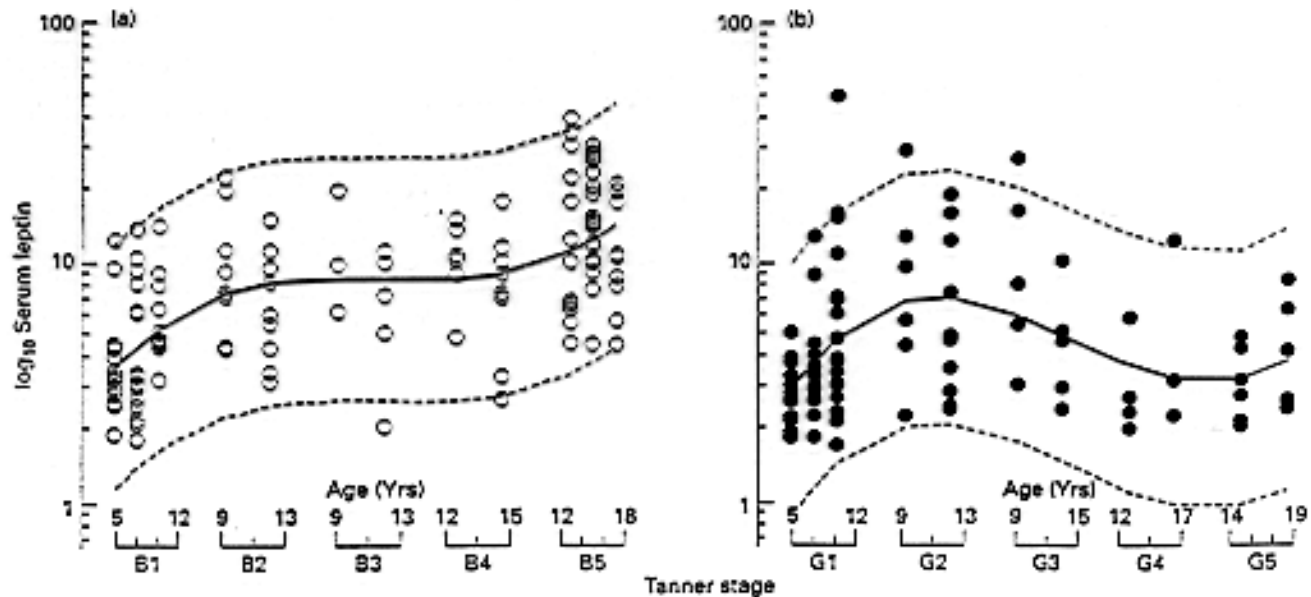 100
(a)
10
1
log₁₀ Serum leptin
Age (Yrs)
5 12 9 13 9 13 12 15 12 18
B1 B2 B3 B4 B5
100
(b)
10
1
Age (Yrs)
5 12 9 13 9 15 12 17 14 19
G1 G2 G3 G4 G5
Tanner stage